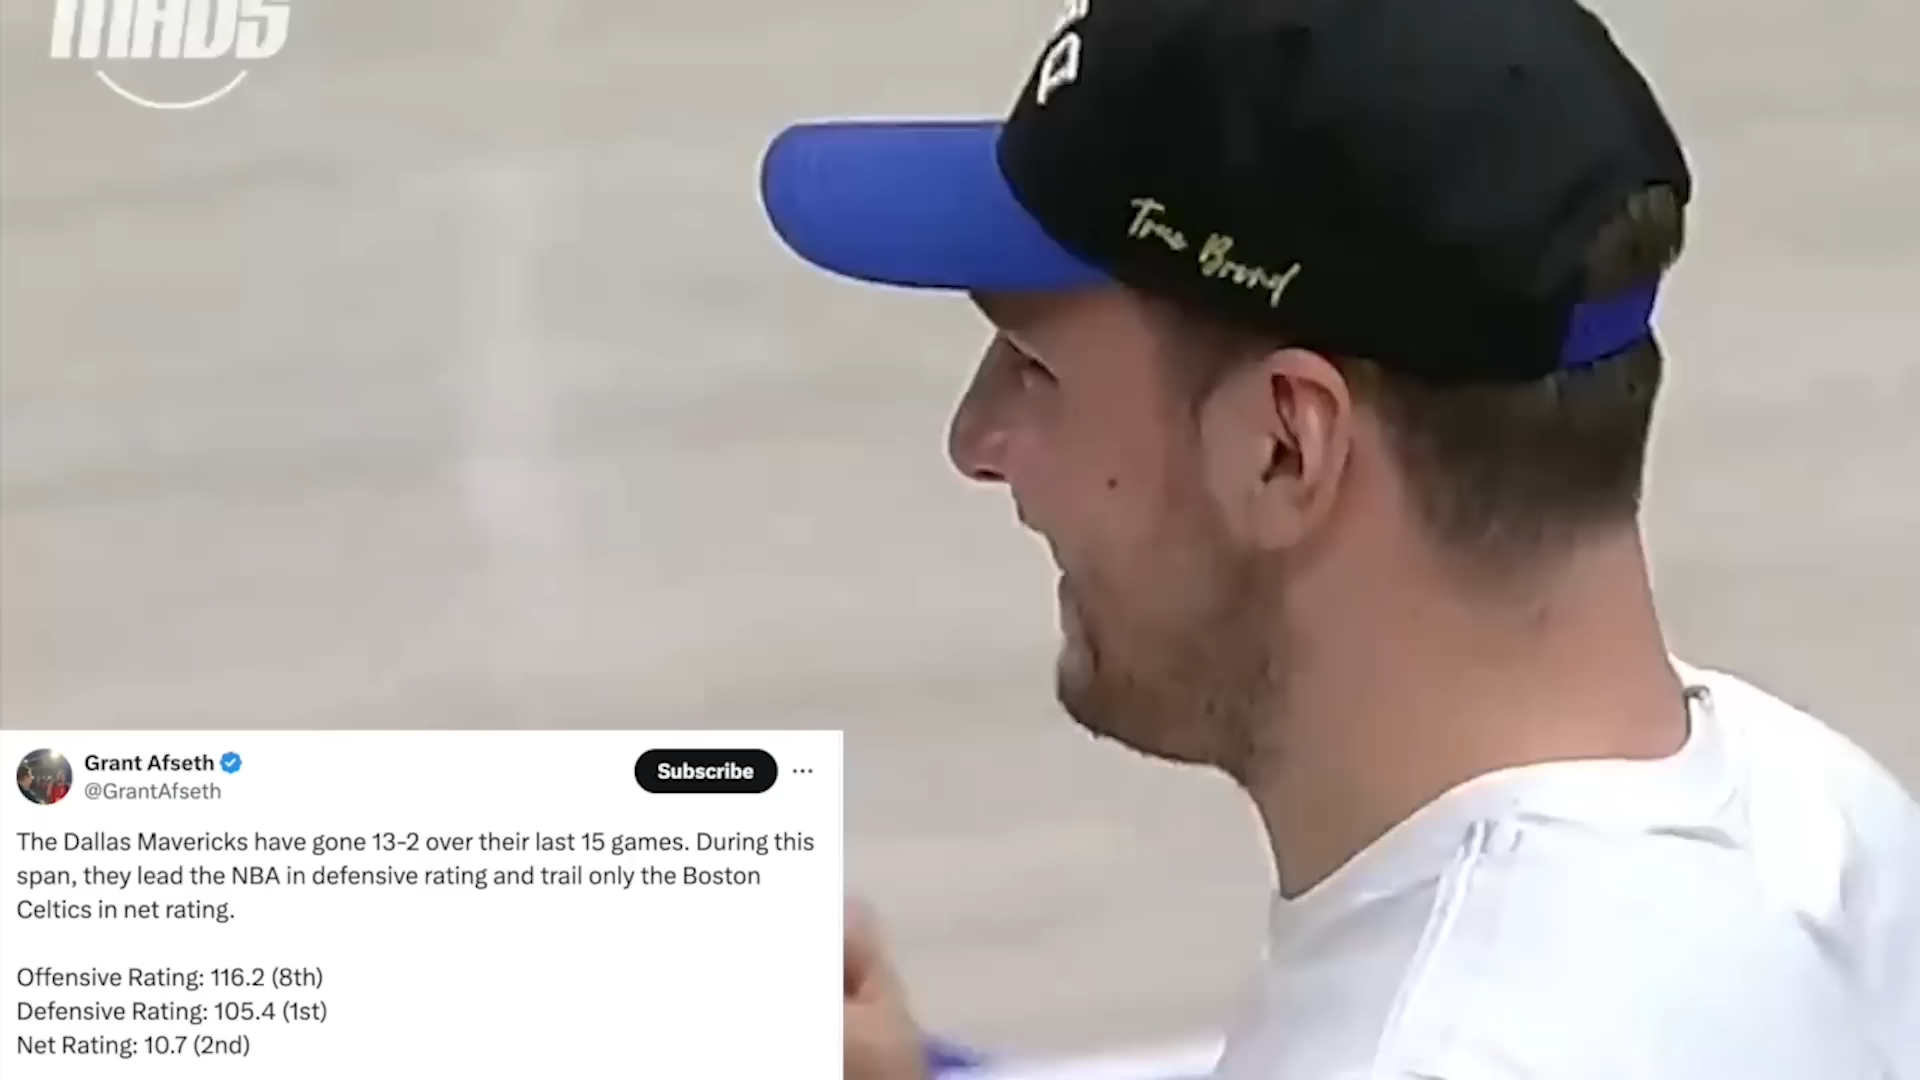 MADS
True Brand
Grant Afseth
@GrantAfseth
Subscribe
The Dallas Mavericks have gone 13-2 over their last 15 games. During this
span, they lead the NBA in defensive rating and trail only the Boston
Celtics in net rating.
Offensive Rating: 116.2 (8th)
Defensive Rating: 105.4 (1st)
Net Rating: 10.7 (2nd)